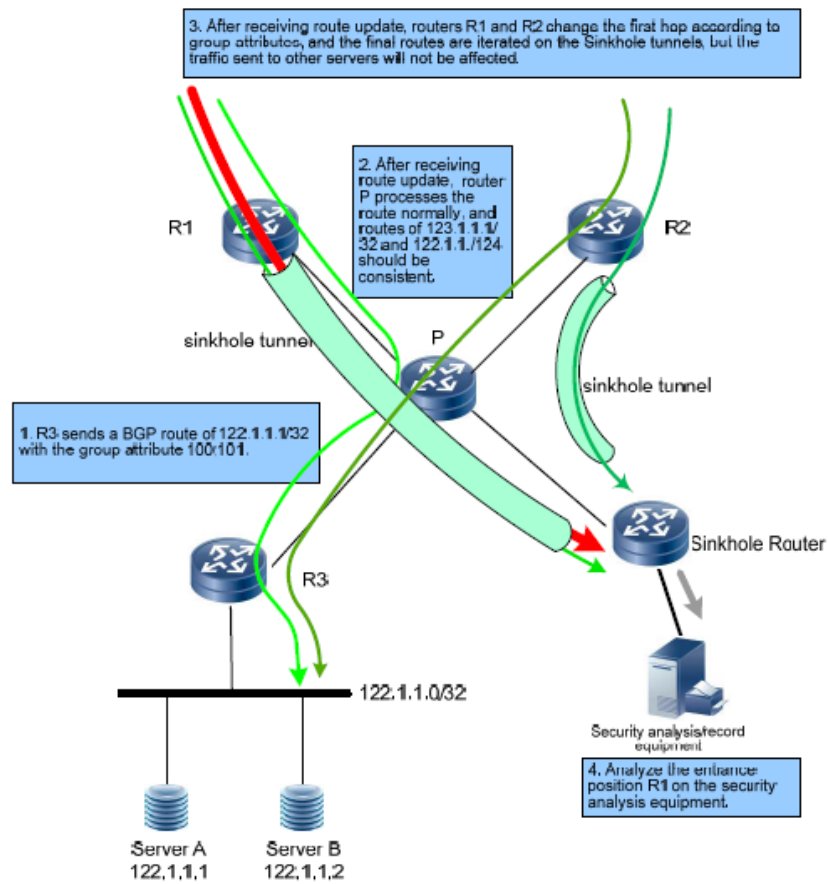 3. After receiving route update, routers R1 and R2 change the first hop according to
group attributes, and the final routes are iterated on the Sinkhole tunnels, but the
traffic sent to other servers will not be affected.
2. After receiving
route update, router
P processes the
route normally, and
routes of 123.1.1.1/
32 and 122.1.1./124
should be
consistent.
R1
R2
P
sinkhole tunnel
sinkhole tunnel
1. R3 sends a BGP route of 122.1.1.1/32
with the group attribute 100:101.
Sinkhole Router
R3
122.1.1.0/32
Security analysis/record
equipment
4. Analyze the entrance
position R1 on the security
analysis equipment.
Server A
122,1,1,1
Server B
122,1,1,2